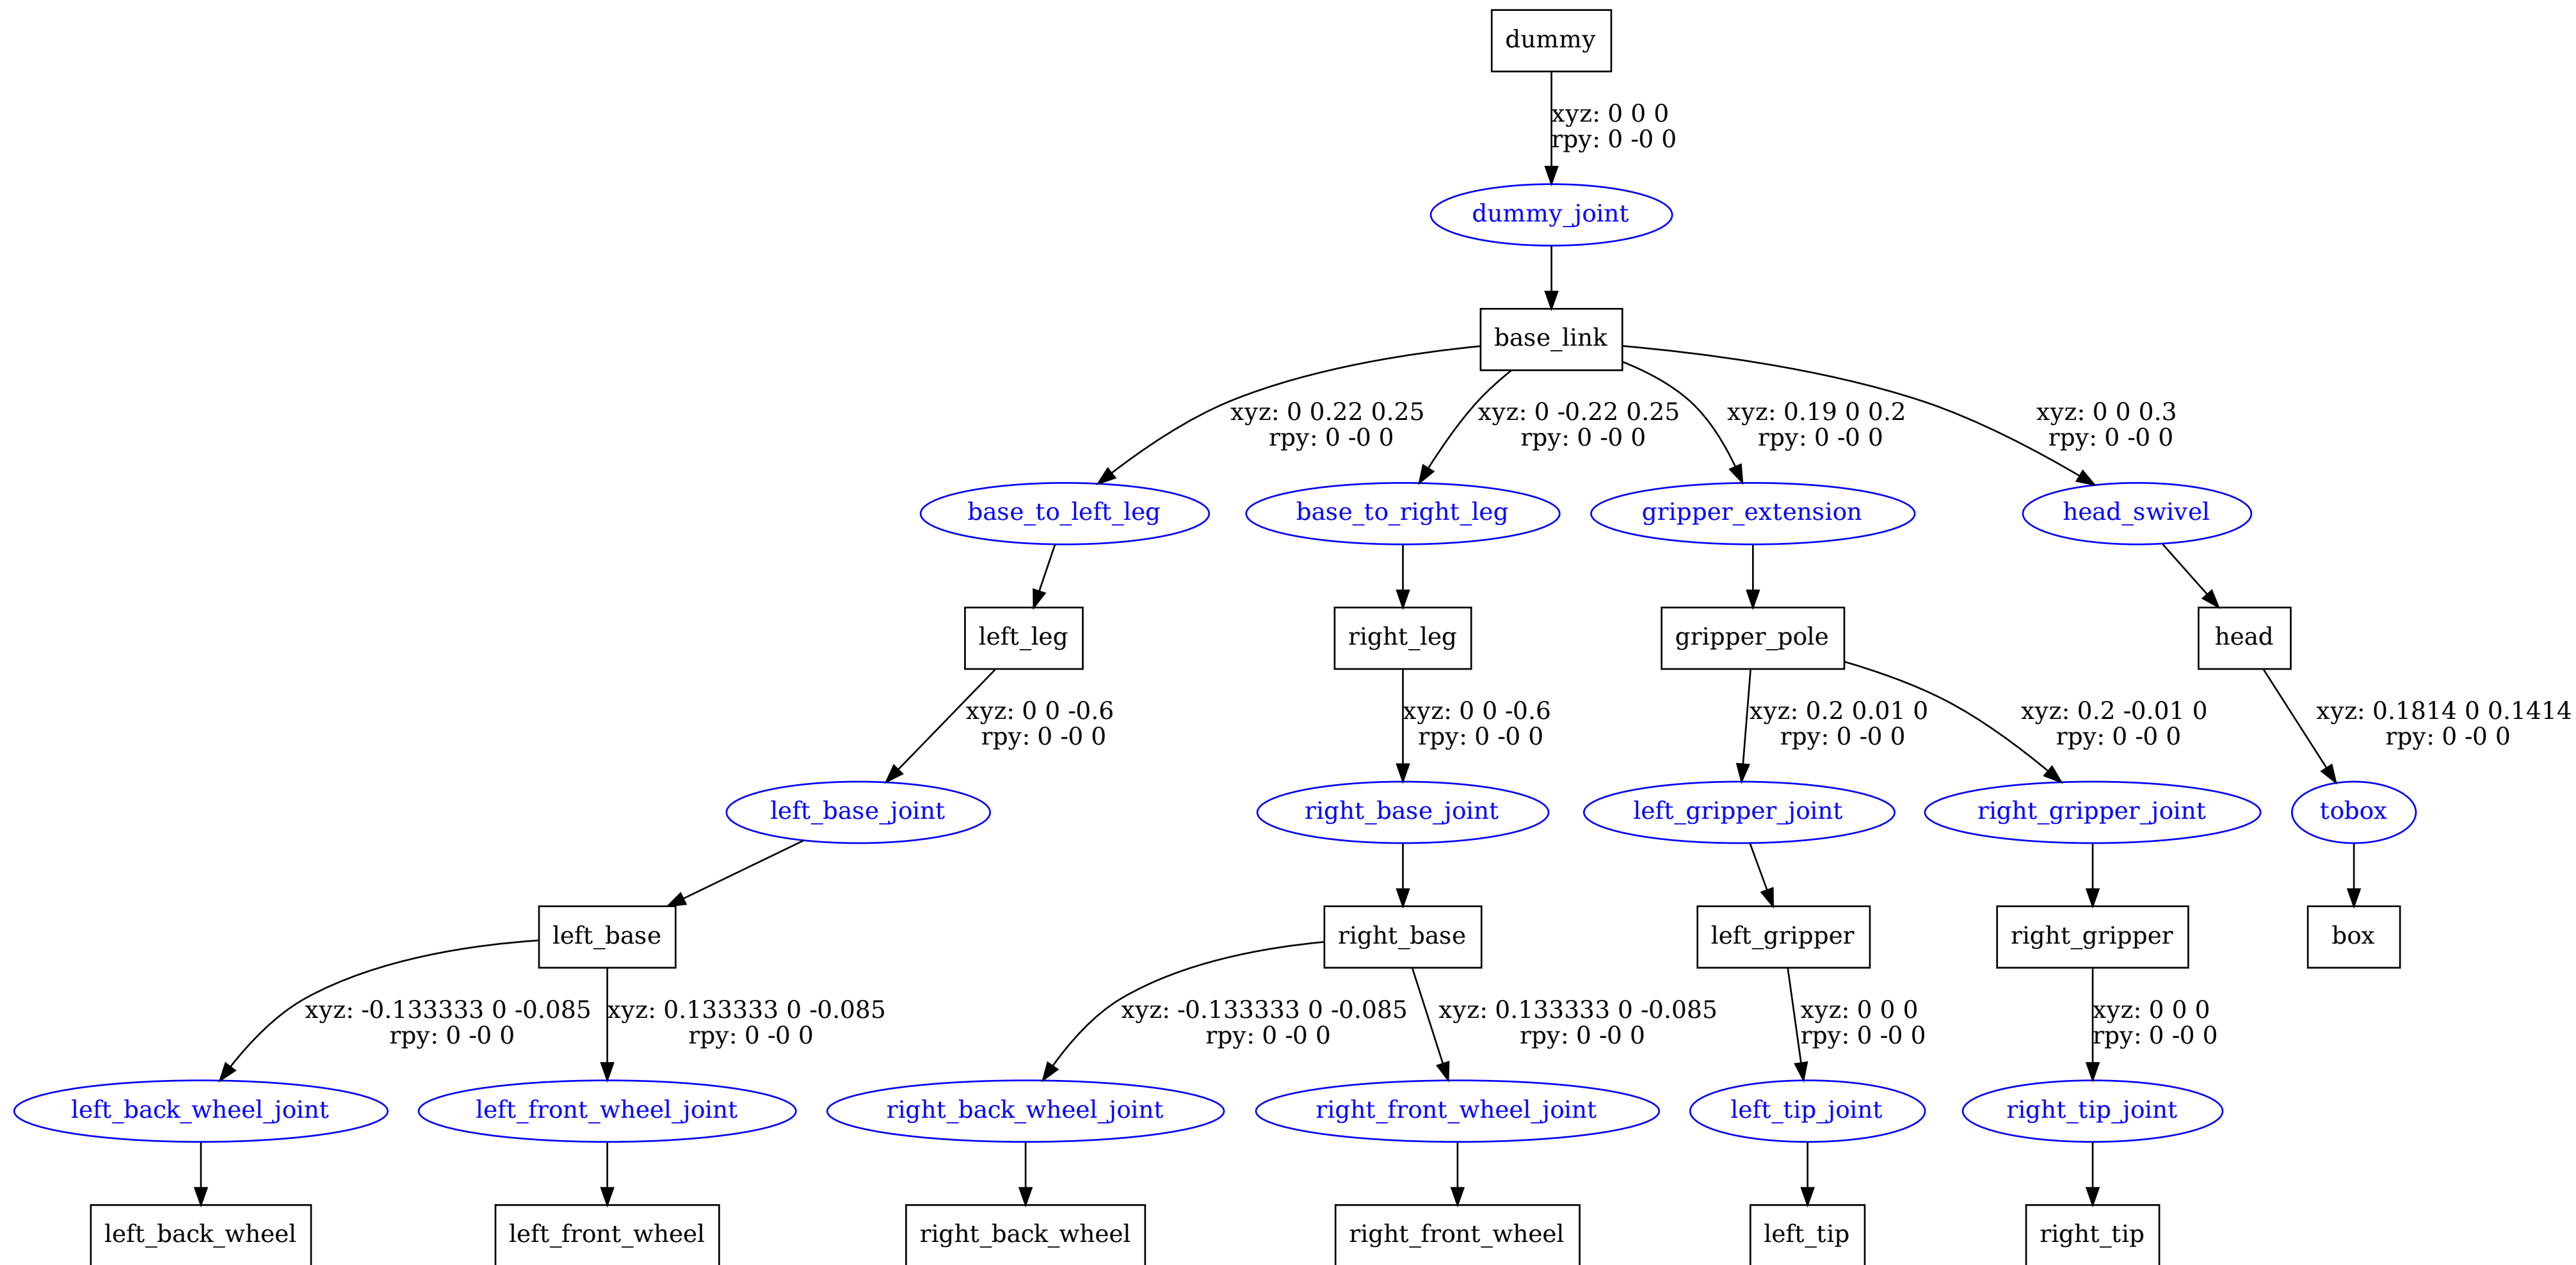 dummy
xyz: 0 0 0
rpy: 0 -0 0
dummy_joint
base_link
xyz: 0 0.22 0.25
rpy: 0 -0 0
xyz: 0 -0.22 0.25
rpy: 0 -0 0
xyz: 0.19 0 0.2
rpy: 0 -0 0
xyz: 0 0 0.3
rpy: 0 -0 0
base_to_left_leg
base_to_right_leg
gripper_extension
head_swivel
left_leg
right_leg
gripper_pole
head
xyz: 0 0 -0.6
rpy: 0 -0 0
xyz: 0 0 -0.6
rpy: 0 -0 0
xyz: 0.2 0.01 0
rpy: 0 -0 0
xyz: 0.2 -0.01 0
rpy: 0 -0 0
xyz: 0.1814 0 0.1414
rpy: 0 -0 0
left_base_joint
right_base_joint
left_gripper_joint
right_gripper_joint
tobox
left_base
right_base
left_gripper
right_gripper
box
xyz: -0.133333 0 -0.085
rpy: 0 -0 0
xyz: 0.133333 0 -0.085
rpy: 0 -0 0
xyz: -0.133333 0 -0.085
rpy: 0 -0 0
xyz: 0.133333 0 -0.085
rpy: 0 -0 0
xyz: 0 0 0
rpy: 0 -0 0
xyz: 0 0 0
rpy: 0 -0 0
left_back_wheel_joint
left_front_wheel_joint
right_back_wheel_joint
right_front_wheel_joint
left_tip_joint
right_tip_joint
left_back_wheel
left_front_wheel
right_back_wheel
right_front_wheel
left_tip
right_tip